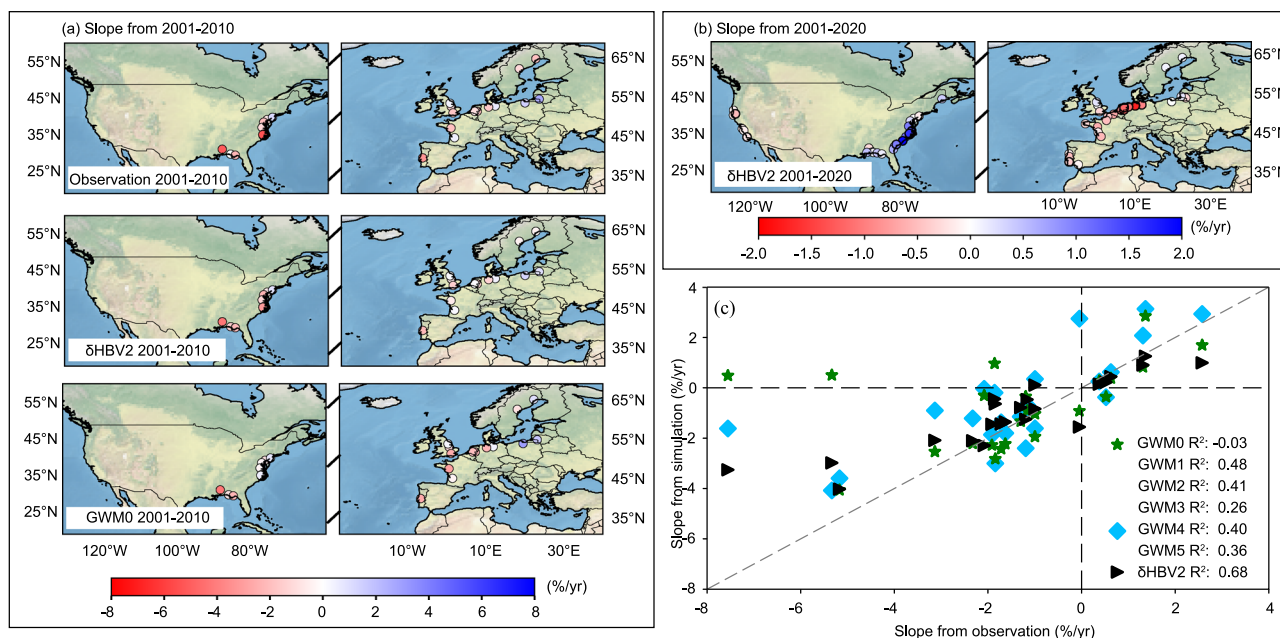 (a) Slope from 2001-2010
55°N
45°N
35°N
25°N
65°N
55°N
45°N
35°N
Observation 2001-2010
55°N
45°N
35°N
25°N
65°N
55°N
45°N
35°N
δHBV2 2001-2010
55°N
45°N
35°N
25°N
65°N
55°N
45°N
35°N
GWM0 2001-2010
120°W 100°W 80°W 10°W 10°E 30°E
(%/yr)
-8 -6 -4 -2 0 2 4 6 8
(b) Slope from 2001-2020
55°N
45°N
35°N
25°N
65°N
55°N
45°N
35°N
δHBV2 2001-2020
120°W 100°W 80°W 10°W 10°E 30°E
(%/yr)
-2.0 -1.5 -1.0 -0.5 0.0 0.5 1.0 1.5 2.0
(c)
Slope from simulation (%/yr)
4
2
0
-2
-4
-6
-8
GWM0 R²: -0.03
GWM1 R²: 0.48
GWM2 R²: 0.41
GWM3 R²: 0.26
GWM4 R²: 0.40
GWM5 R²: 0.36
δHBV2 R²: 0.68
-8 -6 -4 -2 0 2 4
Slope from observation (%/yr)